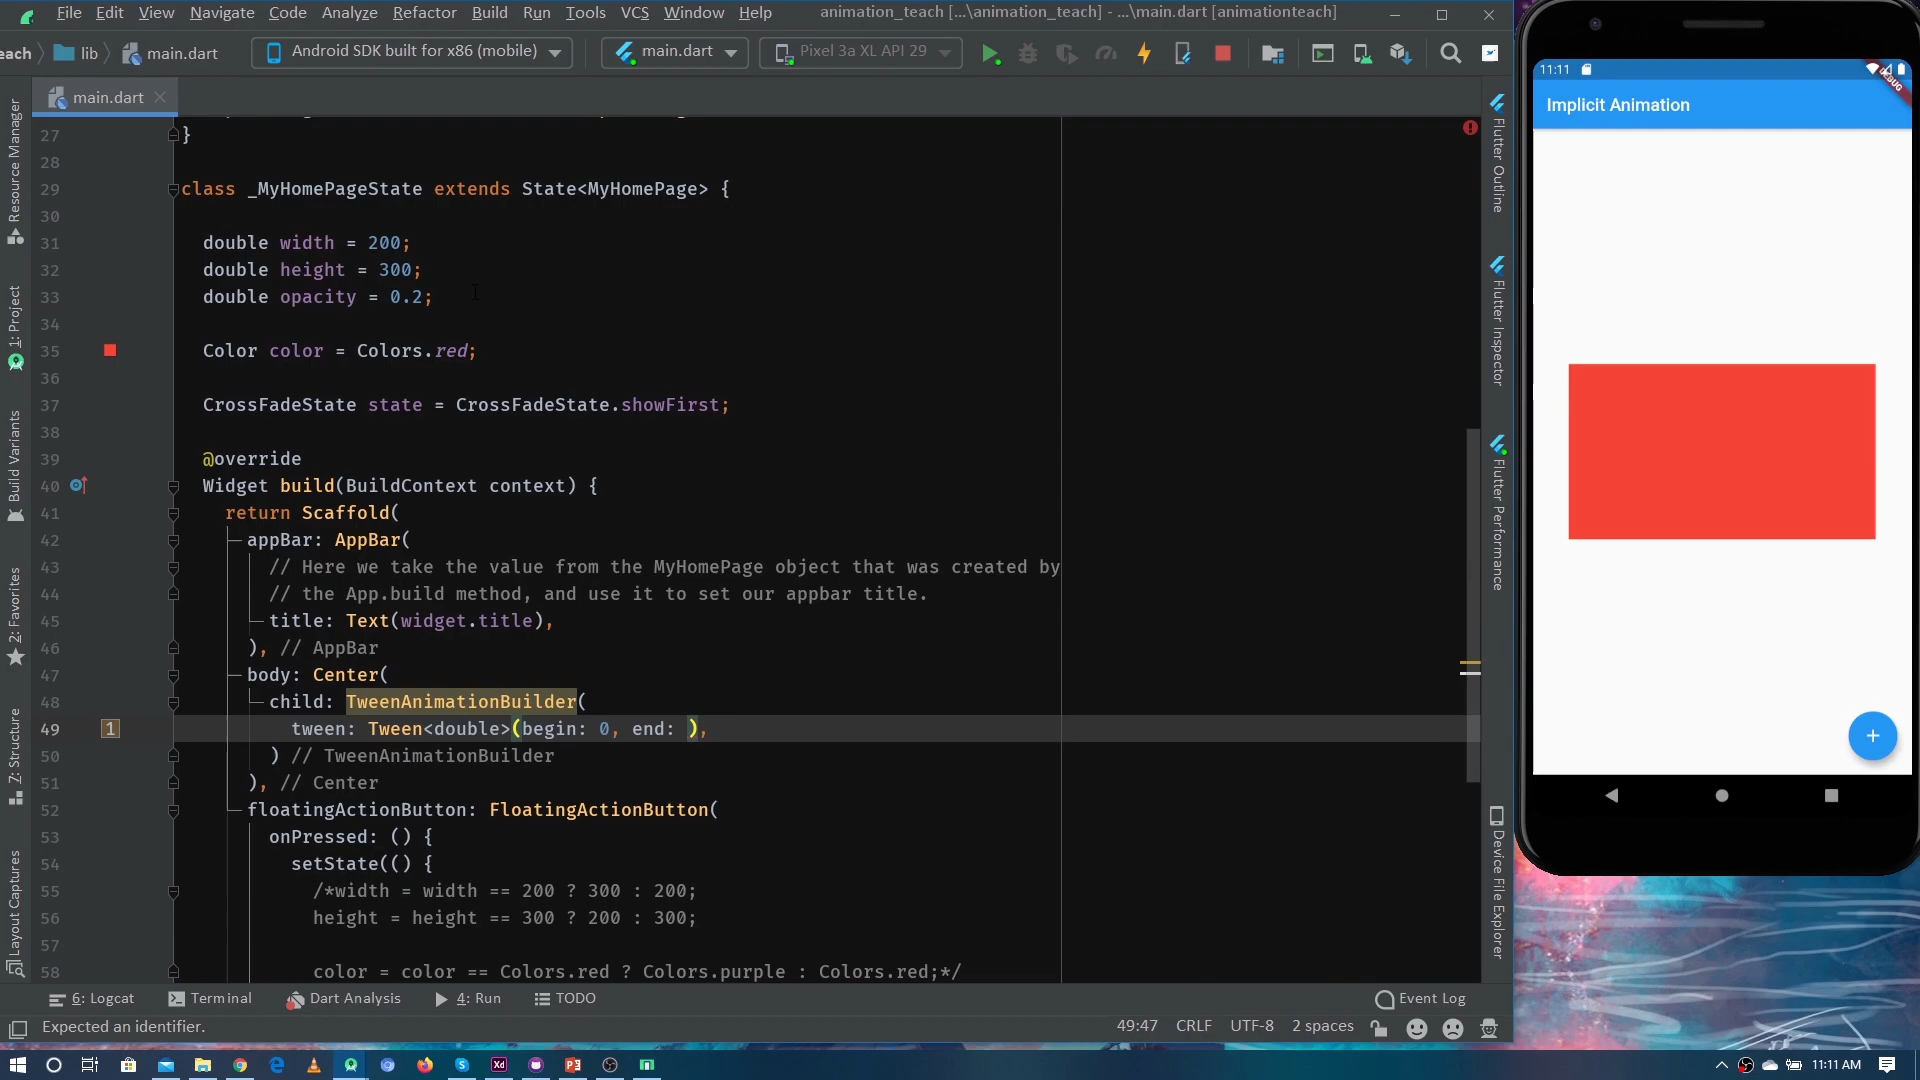 File Edit View Navigate Code Analyze Refactor Build Run Tools VCS Window Help animation_teach [...\animation_teach] - ...\main.dart [animationteach]
each lib main.dart Android SDK built for x86 (mobile) main.dart Pixel 3a XL API 29
main.dart
27 }
28
29 class _MyHomePageState extends State<MyHomePage> {
30
31 double width = 200;
32 double height = 300;
33 double opacity = 0.2;
34
35 Color color = Colors.red;
36
37 CrossFadeState state = CrossFadeState.showFirst;
38
39 @override
40 Widget build(BuildContext context) {
41 return Scaffold(
42 appBar: AppBar(
43 // Here we take the value from the MyHomePage object that was created by
44 // the App.build method, and use it to set our appbar title.
45 title: Text(widget.title),
46 ), // AppBar
47 body: Center(
48 child: TweenAnimationBuilder(
49 1 tween: Tween<double>(begin: 0, end: ),
50 ) // TweenAnimationBuilder
51 ), // Center
52 floatingActionButton: FloatingActionButton(
53 onPressed: () {
54 setState(() {
55 /*width = width == 200 ? 300 : 200;
56 height = height == 300 ? 200 : 300;
57
58 color = color == Colors.red ? Colors.purple : Colors.red;*/
Resource Manager
1: Project
Build Variants
2: Favorites
7: Structure
Layout Captures
Flutter Outline
Flutter Inspector
Flutter Performance
Device File Explorer
6: Logcat Terminal Dart Analysis 4: Run TODO Event Log
Expected an identifier. 49:47 CRLF UTF-8 2 spaces
11:11
DEBUG
Implicit Animation
+
11:11 AM